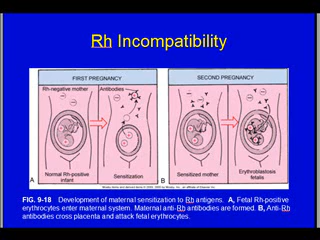 Rh Incompatibility
FIRST PREGNANCY
Rh-negative mother
Antibodies
Normal Rh-positive
infant
Sensitization
A
SECOND PREGNANCY
Sensitized mother
Erythroblastosis
fetalis
B
FIG. 9-18 Development of maternal sensitization to Rh antigens. A, Fetal Rh-positive
erythrocytes enter maternal system. Maternal anti-Rh antibodies are formed. B, Anti-Rh
antibodies cross placenta and attack fetal erythrocytes.